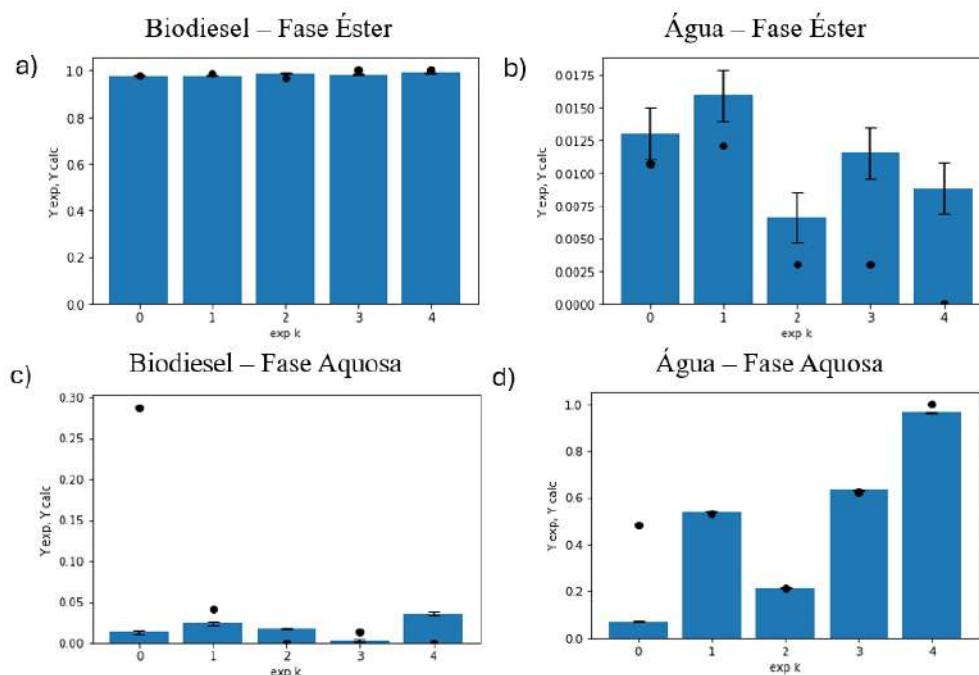 Biodiesel – Fase Éster
Água – Fase Éster
a)
1.0
0.8
0.6
0.4
0.2
0.0
Y exp, Y calc
0 1 2 3 4
exp k
b)
0.0175
0.0150
0.0125
0.0100
0.0075
0.0050
0.0025
0.0000
Y exp, Y calc
0 1 2 3 4
exp k
Biodiesel – Fase Aquosa
Água – Fase Aquosa
c)
0.30
0.25
0.20
0.15
0.10
0.05
0.00
Y exp, Y calc
0 1 2 3 4
exp k
d)
1.0
0.8
0.6
0.4
0.2
0.0
Y exp, Y calc
0 1 2 3 4
exp k